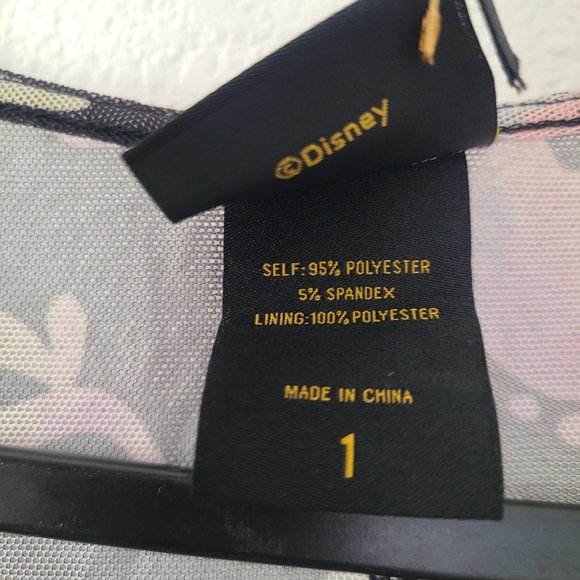 ©Disney
SELF:95% POLYESTER
5% SPANDEX
LINING:100% POLYESTER
MADE IN CHINA
1